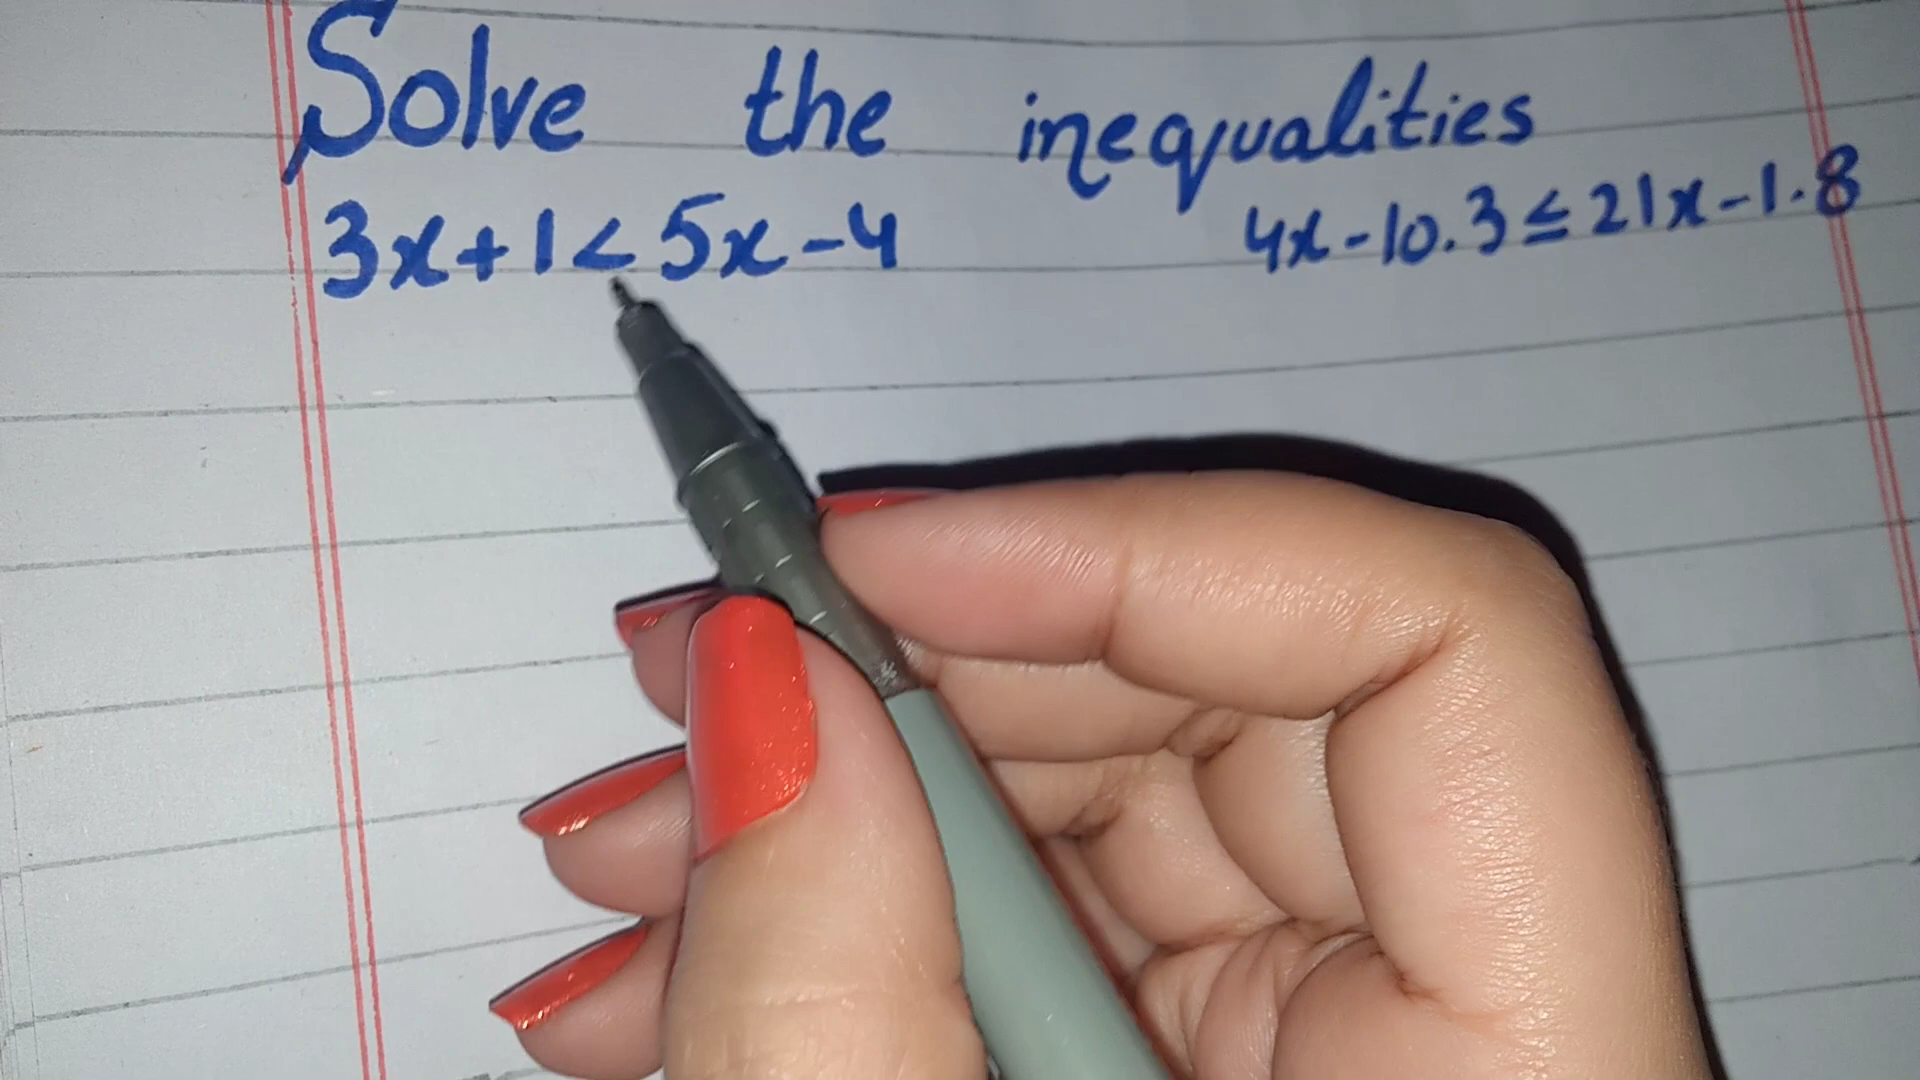 Solve the inequalities
3x+1<5x-4 4x-10.3≤21x-1.8